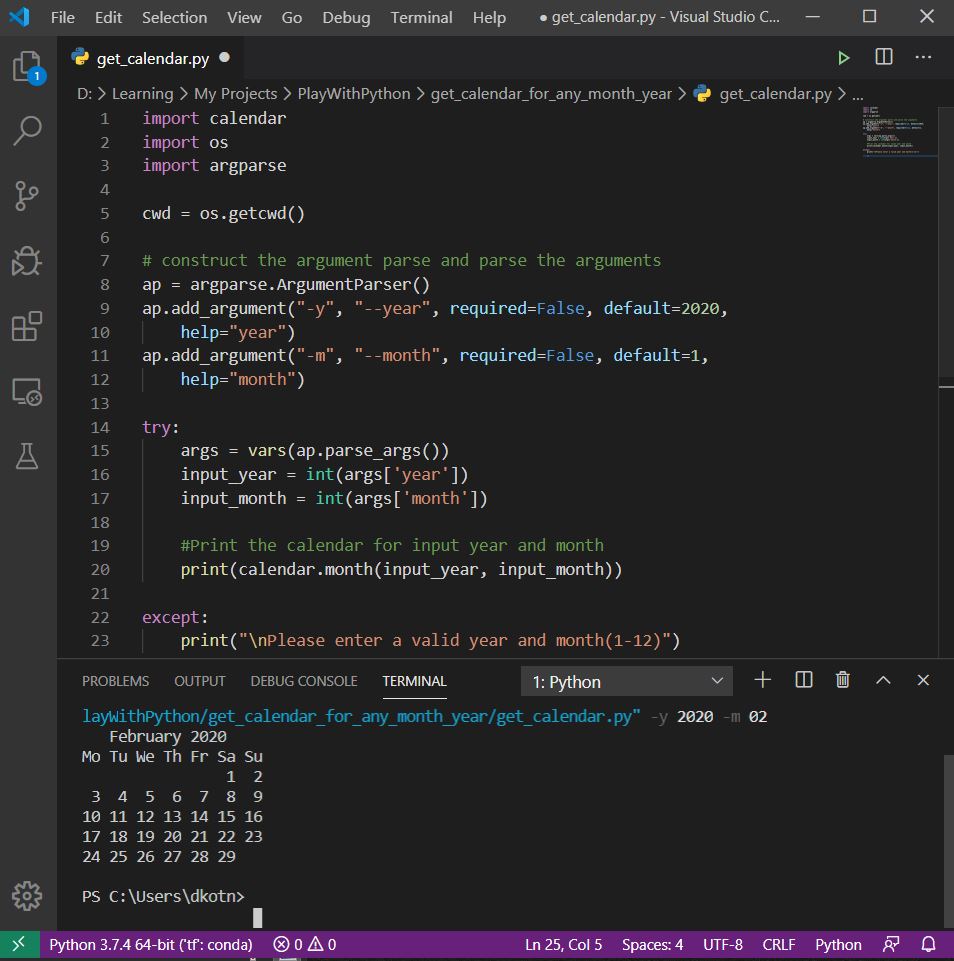 File Edit Selection View Go Debug Terminal Help ● get_calendar.py - Visual Studio C...
1
get_calendar.py ●
D: > Learning > My Projects > PlayWithPython > get_calendar_for_any_month_year > get_calendar.py > ...
1 import calendar
2 import os
3 import argparse
4
5 cwd = os.getcwd()
6
7 # construct the argument parse and parse the arguments
8 ap = argparse.ArgumentParser()
9 ap.add_argument("-y", "--year", required=False, default=2020,
10     help="year")
11 ap.add_argument("-m", "--month", required=False, default=1,
12     help="month")
13
14 try:
15     args = vars(ap.parse_args())
16     input_year = int(args['year'])
17     input_month = int(args['month'])
18
19     #Print the calendar for input year and month
20     print(calendar.month(input_year, input_month))
21
22 except:
23     print("\nPlease enter a valid year and month(1-12)")
PROBLEMS OUTPUT DEBUG CONSOLE TERMINAL 1: Python
layWithPython/get_calendar_for_any_month_year/get_calendar.py" -y 2020 -m 02
   February 2020
Mo Tu We Th Fr Sa Su
                1  2
 3  4  5  6  7  8  9
10 11 12 13 14 15 16
17 18 19 20 21 22 23
24 25 26 27 28 29
PS C:\Users\dkotn>
Python 3.7.4 64-bit ('tf': conda) 0 0 Ln 25, Col 5 Spaces: 4 UTF-8 CRLF Python